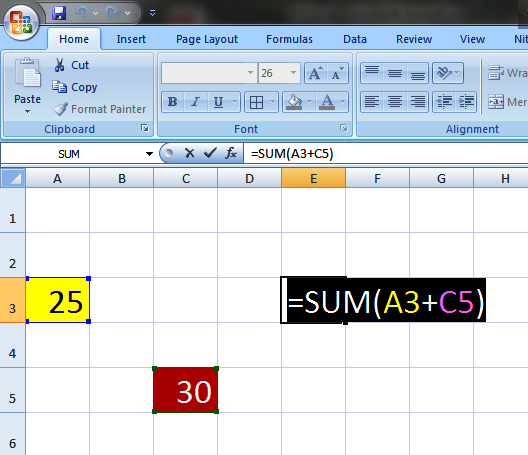 Home Insert Page Layout Formulas Data Review View Nit
Cut
Copy
Format Painter
Paste
26 A A
B I U A
Wra
Mer
Clipboard Font Alignment
SUM fx =SUM(A3+C5)
A B C D E F G H
1
2
3 25 =SUM(A3+C5)
4
5 30
6